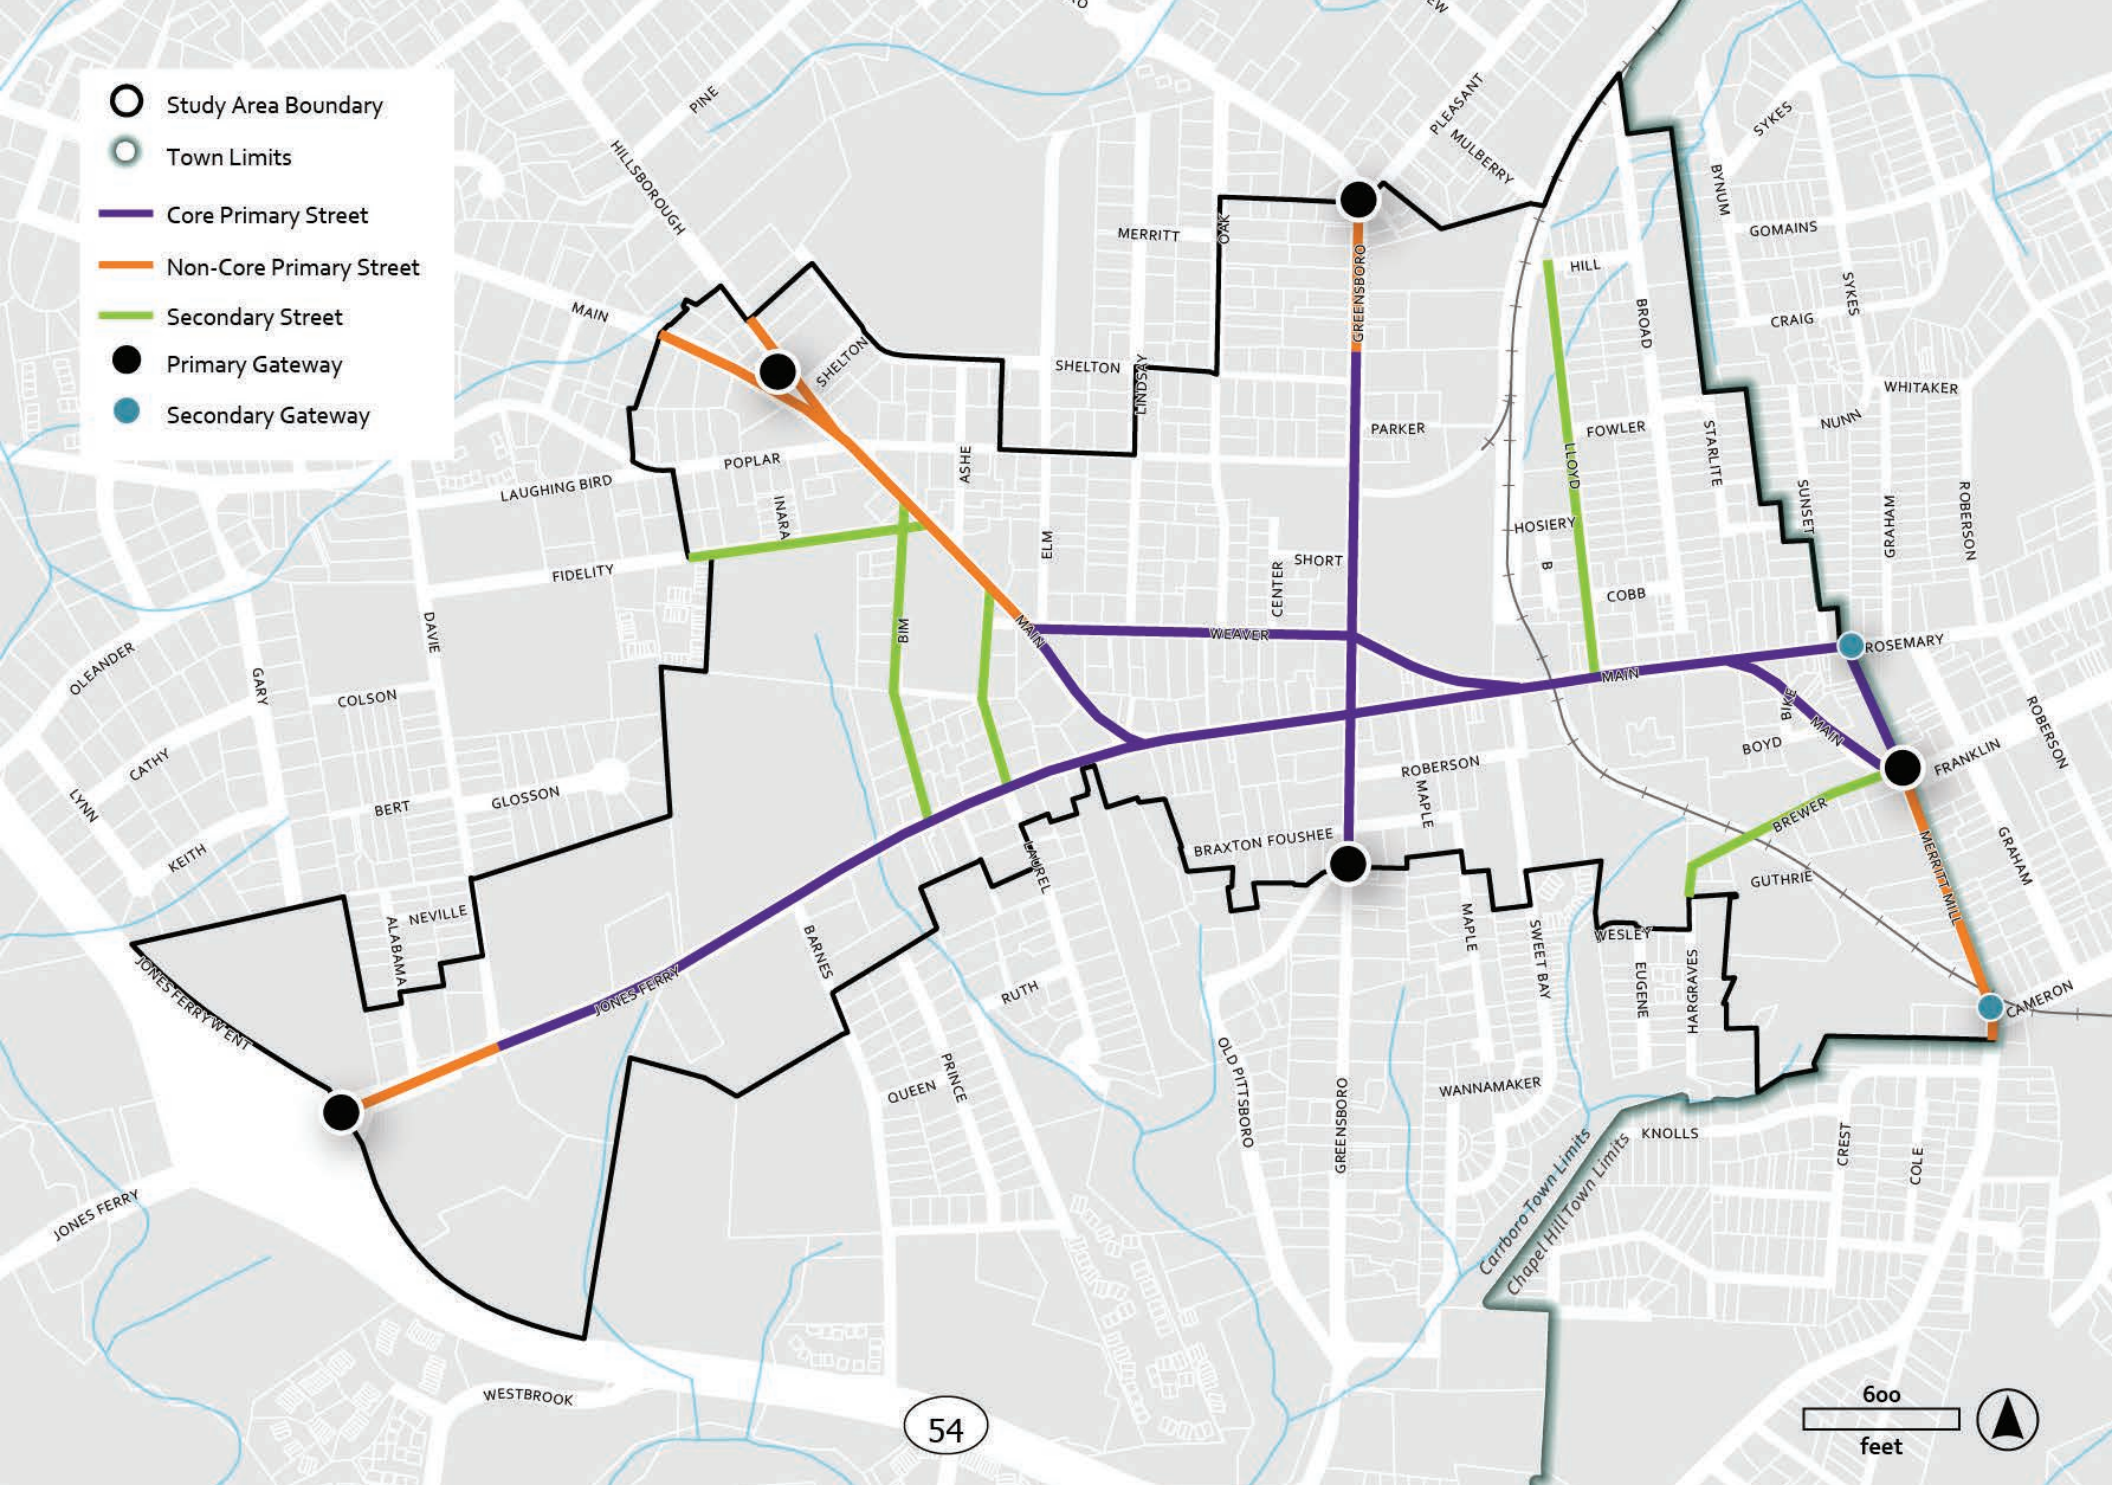 Study Area Boundary
Town Limits
Core Primary Street
Non-Core Primary Street
Secondary Street
Primary Gateway
Secondary Gateway
PINE
HILLSBOROUGH
MAIN
PLEASANT
MULBERRY
SYKES
BYNUM
GOMAINS
SYKES
CRAIG
WHITAKER
NUNN
MERRITT
OAK
GREENSBORO
HILL
BROAD
SHELTON
SHELTON
LINDSAY
PARKER
FOWLER
STARLITE
LLOYD
SUNSET
GRAHAM
ROBERSON
LAUGHING BIRD
POPLAR
INARA
ASHE
ELM
HOSIERY
B
COBB
SHORT
CENTER
FIDELITY
DAVIE
BIM
MAIN
WEAVER
MAIN
ROSEMARY
OLEANDER
GARY
COLSON
CATHY
LYNN
BERT
GLOSSON
KEITH
BIKE
MAIN
BOYD
FRANKLIN
ROBERSON
ROBERSON
MAPLE
BREWER
BRAXTON FOUSHEE
LAUREL
GUTHRIE
MERRITT MILL
GRAHAM
ALABAMA
NEVILLE
BARNES
JONES FERRY
JONES FERRY W ENT
RUTH
MAPLE
SWEET BAY
WESLEY
EUGENE
HARGRAVES
CAMERON
QUEEN
PRINCE
OLD PITTSBORO
GREENSBORO
WANNAMAKER
KNOLLS
CREST
COLE
JONES FERRY
Carrboro Town Limits
Chapel Hill Town Limits
WESTBROOK
54
600
feet